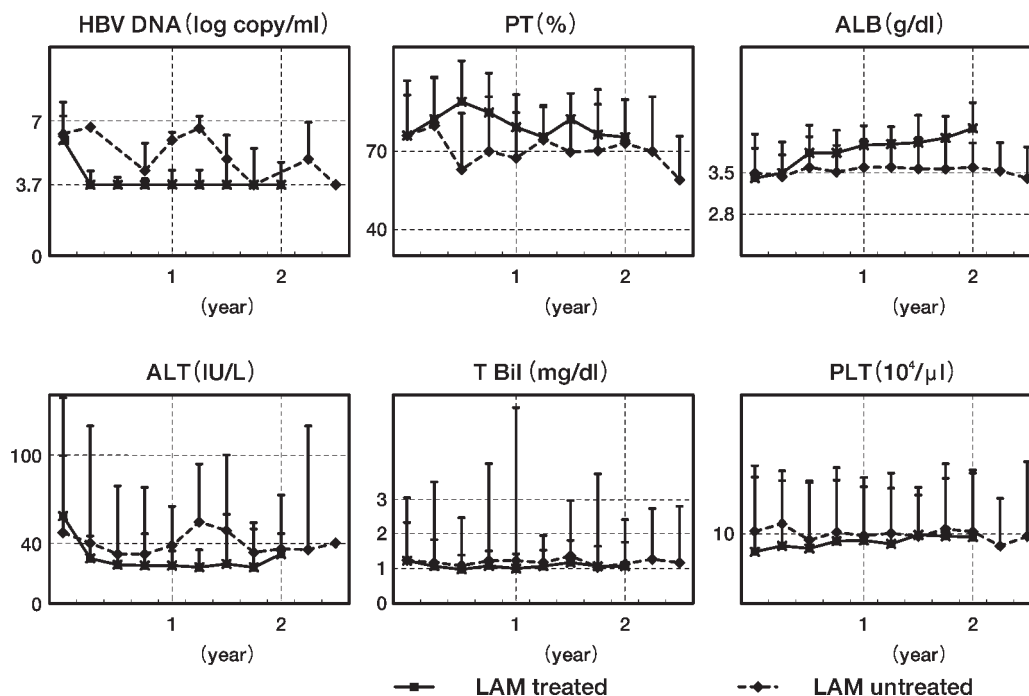 HBV DNA (log copy/ml)
7
3.7
0
1 2
(year)
PT (%)
70
40
1 2
(year)
ALB (g/dl)
3.5
2.8
1 2
(year)
ALT (IU/L)
100
40
0
1 2
(year)
T Bil (mg/dl)
3
2
1
0
1 2
(year)
PLT (10⁴/μl)
10
1 2
(year)
LAM treated LAM untreated